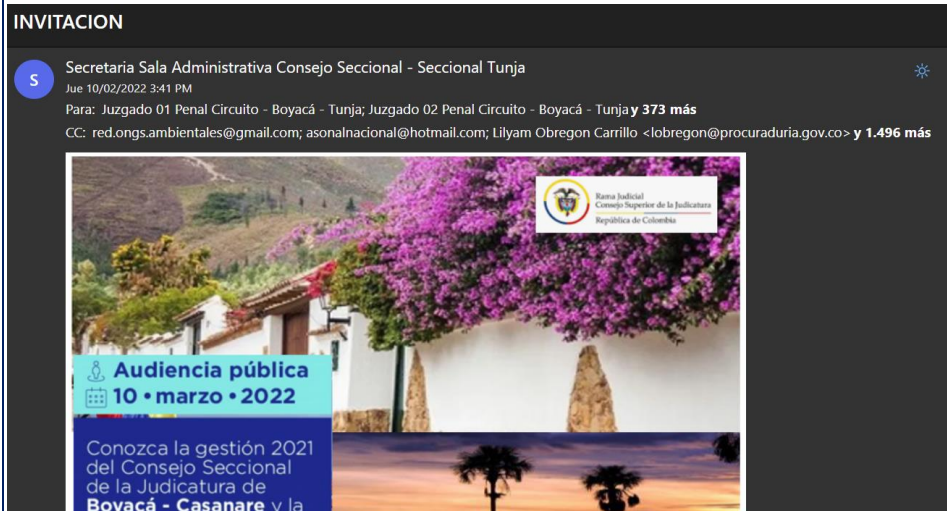 INVITACION
S
Secretaria Sala Administrativa Consejo Seccional - Seccional Tunja
Jue 10/02/2022 3:41 PM
Para: Juzgado 01 Penal Circuito - Boyacá - Tunja; Juzgado 02 Penal Circuito - Boyacá - Tunja y 373 más
CC: red.ongs.ambientales@gmail.com; asonalnacional@hotmail.com; Lilyam Obregon Carrillo <lobregon@procuraduria.gov.co> y 1.496 más
Rama Judicial
Consejo Superior de la Judicatura
República de Colombia
Audiencia pública
10 • marzo • 2022
Conozca la gestión 2021
del Consejo Seccional
de la Judicatura de
Boyacá - Casanare y la